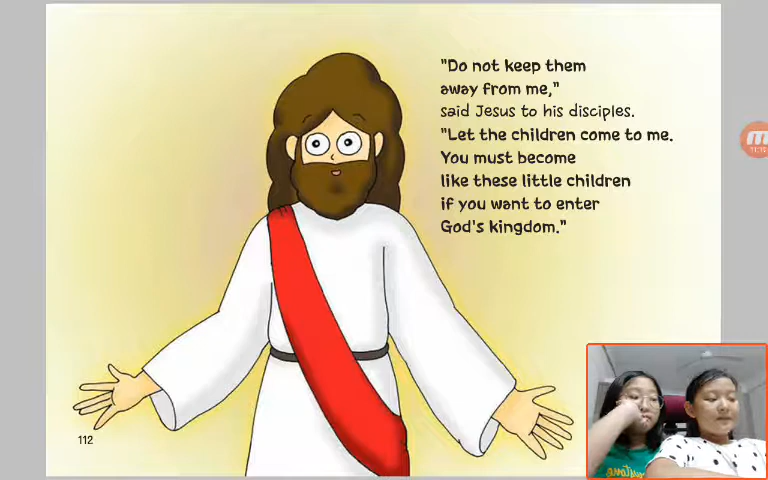 "Do not keep them
away from me,"
said Jesus to his disciples.
"Let the children come to me.
You must become
like these little children
if you want to enter
God's kingdom."
112